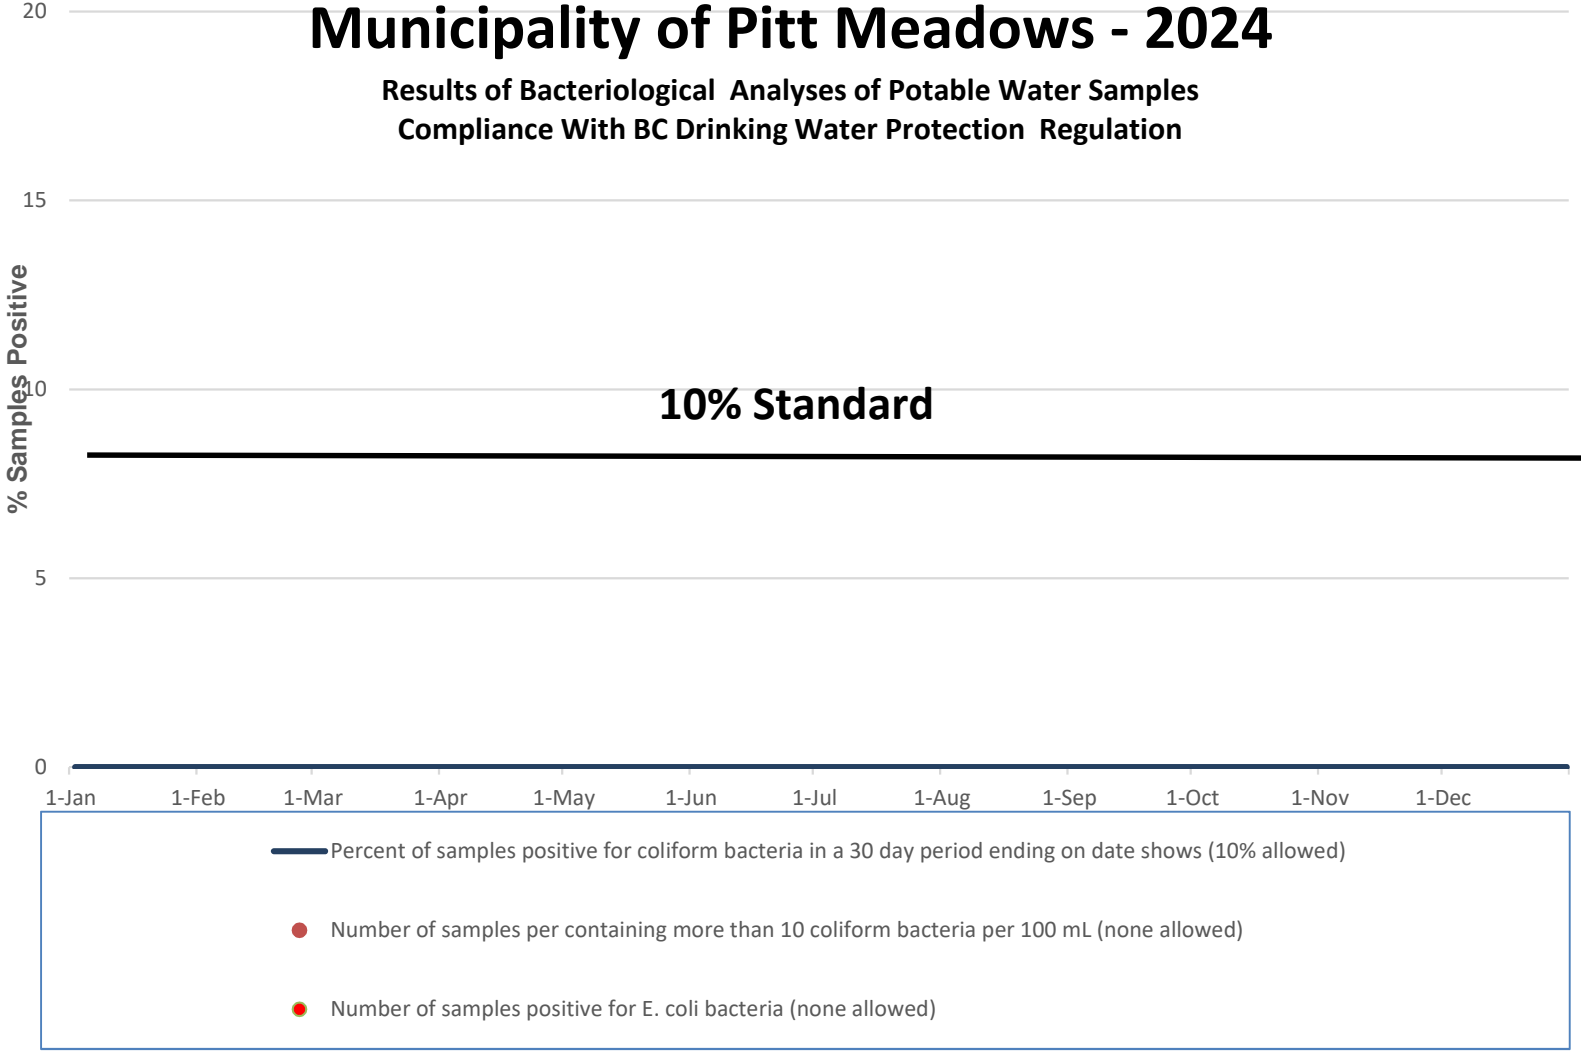 Municipality of Pitt Meadows - 2024
Results of Bacteriological Analyses of Potable Water Samples
Compliance With BC Drinking Water Protection Regulation
% Samples Positive
20
15
10
5
0
10% Standard
1-Jan 1-Feb 1-Mar 1-Apr 1-May 1-Jun 1-Jul 1-Aug 1-Sep 1-Oct 1-Nov 1-Dec
Percent of samples positive for coliform bacteria in a 30 day period ending on date shows (10% allowed)
Number of samples per containing more than 10 coliform bacteria per 100 mL (none allowed)
Number of samples positive for E. coli bacteria (none allowed)